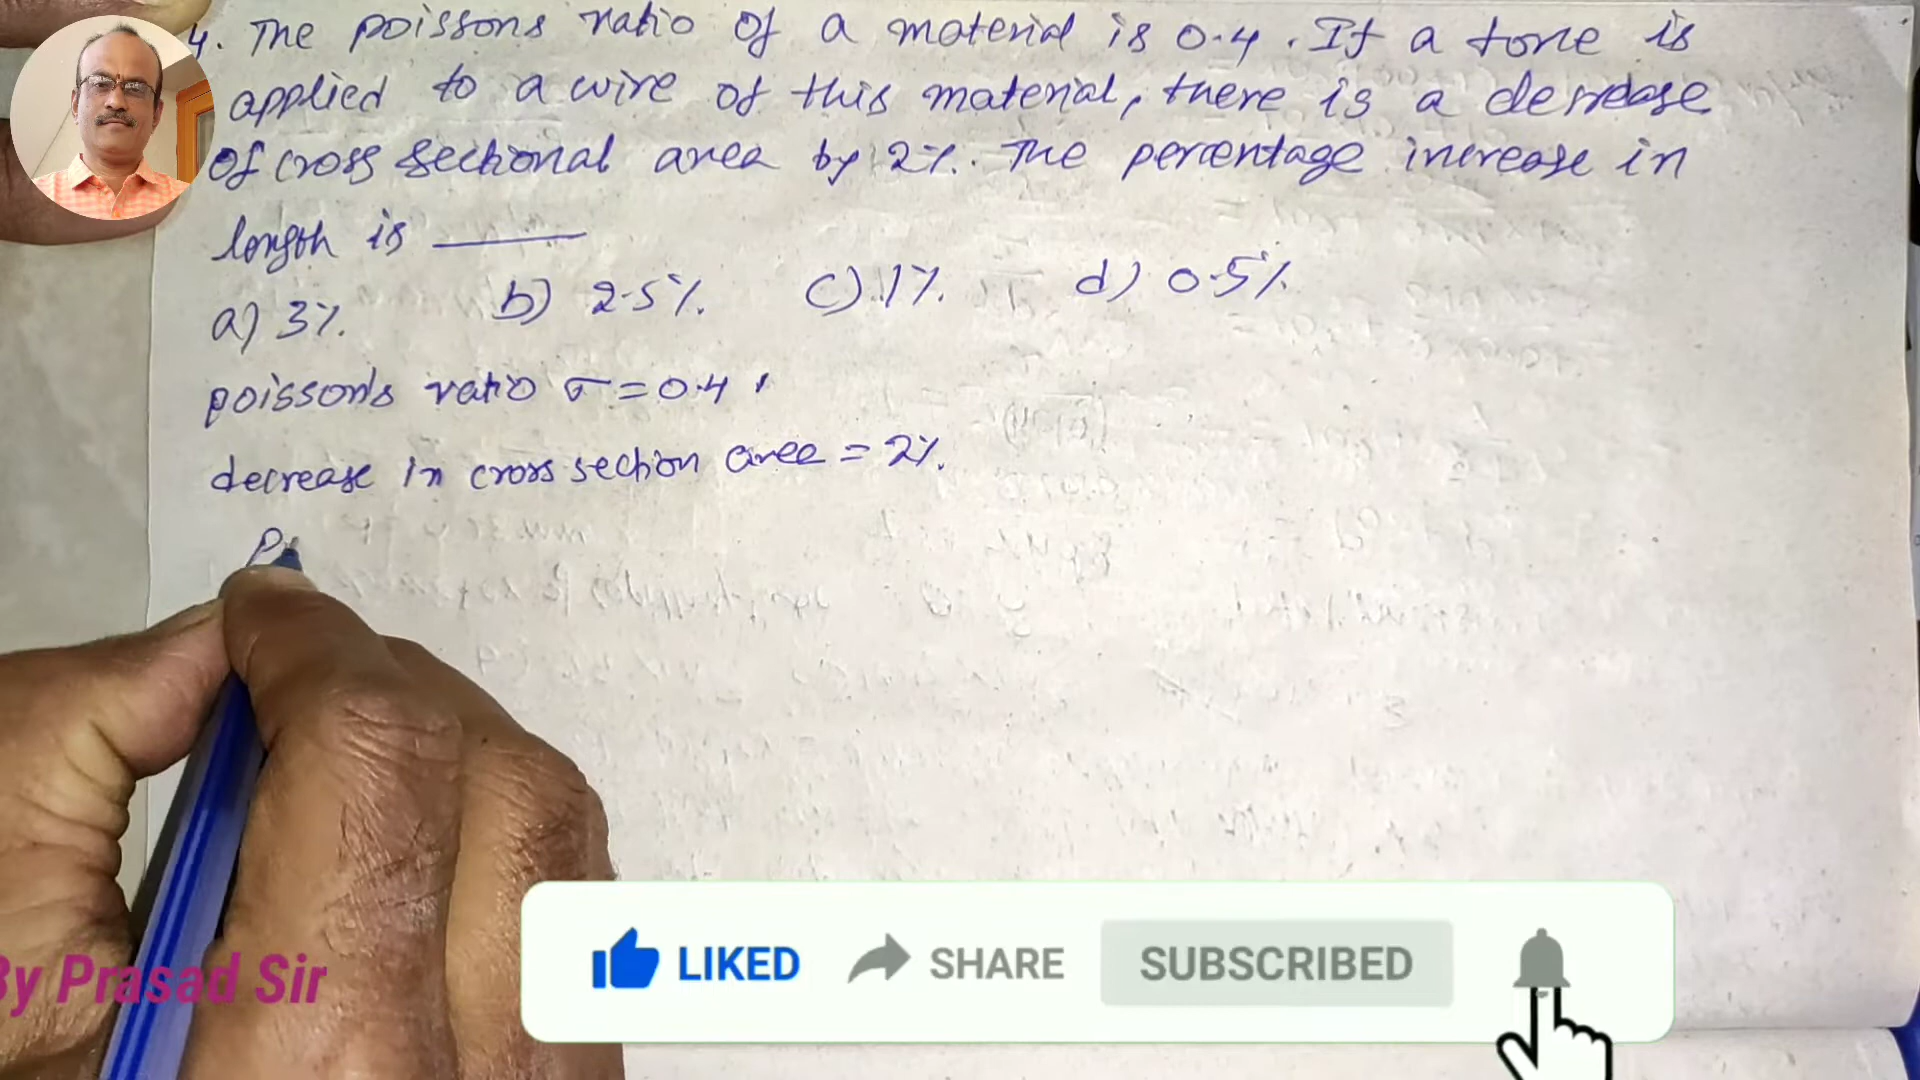 4. The poissons ratio of a material is 0.4. If a force is
applied to a wire of this material, there is a decrease
of cross sectional area by 2%. The percentage increase in
length is ______
a) 3%. b) 2.5%. c) 1%. d) 0.5%.
poisson's ratio σ = 0.4,
decrease in cross section area = 2%.
P
By Prasad Sir
LIKED SHARE SUBSCRIBED